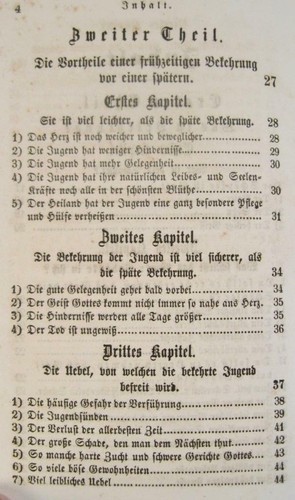 4 Inhalt.
Zweiter Theil.
Die Vortheile einer frühzeitigen Bekehrung
vor einer spätern. 27
Erstes Kapitel.
Sie ist viel leichter, als die späte Bekehrung. 28
1) Das Herz ist noch weicher und beweglicher 28
2) Die Jugend hat weniger Hindernisse 29
3) Die Jugend hat mehr Gelegenheit 30
4) Die Jugend hat ihre natürlichen Leibes- und Seelen-
Kräfte noch alle in der schönsten Blüthe 30
5) Der Heiland hat der Jugend eine ganz besondere Pflege
und Hülfe verheißen 31
Zweites Kapitel.
Die Bekehrung der Jugend ist viel sicherer, als
die späte Bekehrung. 34
1) Die gute Gelegenheit gehet bald vorbei 34
2) Der Geist Gottes kommt nicht immer so nahe ans Herz. 35
3) Die Hindernisse werden alle Tage größer 35
4) Der Tod ist ungewiß 36
Drittes Kapitel.
Die Uebel, von welchen die bekehrte Jugend
befreit wird. 37
1) Die häufige Gefahr der Verführung 38
2) Die Jugendsünden 39
3) Der Verlust der allerbesten Zeit 41
4) Der große Schade, den man dem Nächsten thut 42
5) So manche harte Zucht und schwere Gerichte Gottes 43
6) So viele böse Gewohnheiten 44
7) Viel leibliches Uebel 44